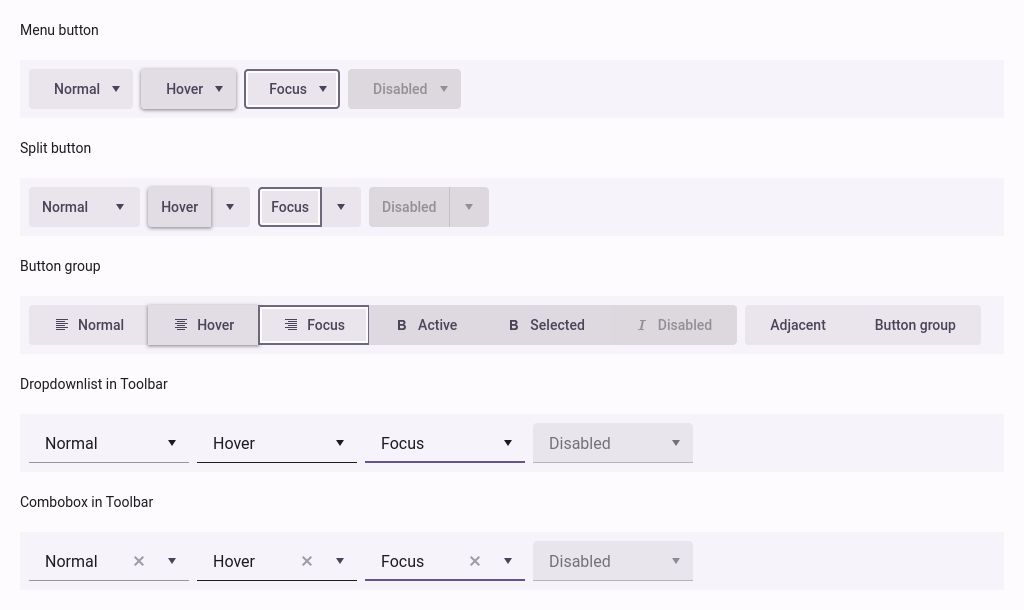 Menu button
Normal Hover Focus Disabled
Split button
Normal Hover Focus Disabled
Button group
Normal Hover Focus B Active B Selected I Disabled Adjacent Button group
Dropdownlist in Toolbar
Normal Hover Focus Disabled
Combobox in Toolbar
Normal Hover Focus Disabled